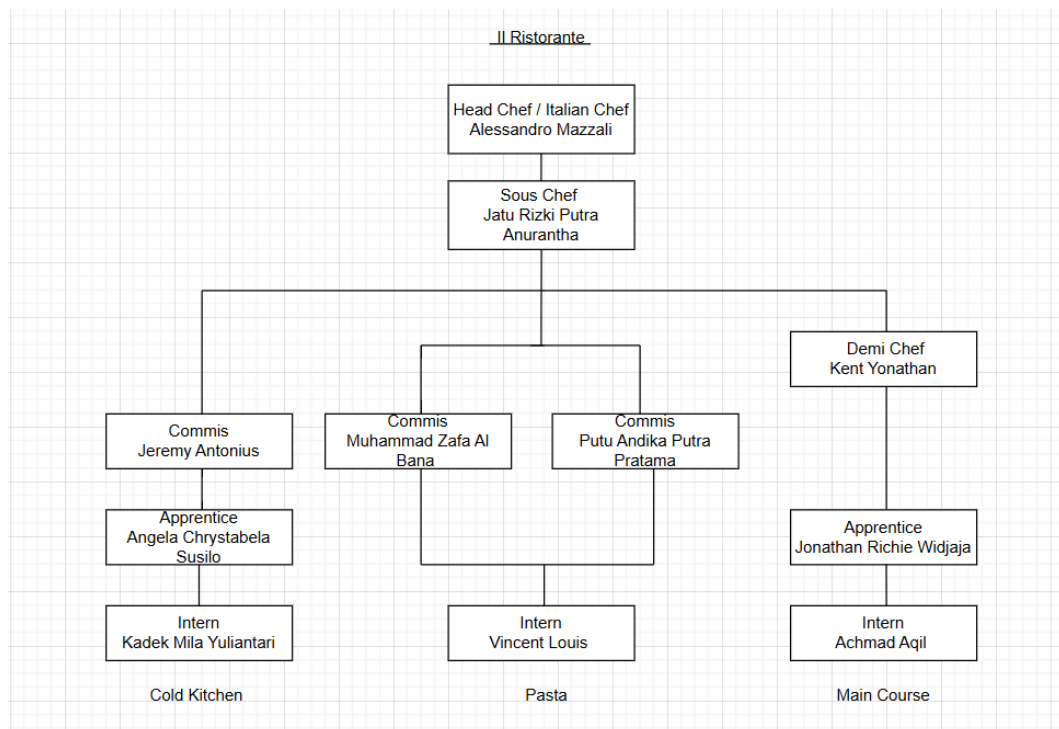 Il Ristorante
Head Chef / Italian Chef
Alessandro Mazzali
Sous Chef
Jatu Rizki Putra
Anurantha
Demi Chef
Kent Yonathan
Commis
Jeremy Antonius
Commis
Muhammad Zafa Al
Bana
Commis
Putu Andika Putra
Pratama
Apprentice
Angela Chrystabela
Susilo
Apprentice
Jonathan Richie Widjaja
Intern
Kadek Mila Yuliantari
Intern
Vincent Louis
Intern
Achmad Aqil
Cold Kitchen
Pasta
Main Course